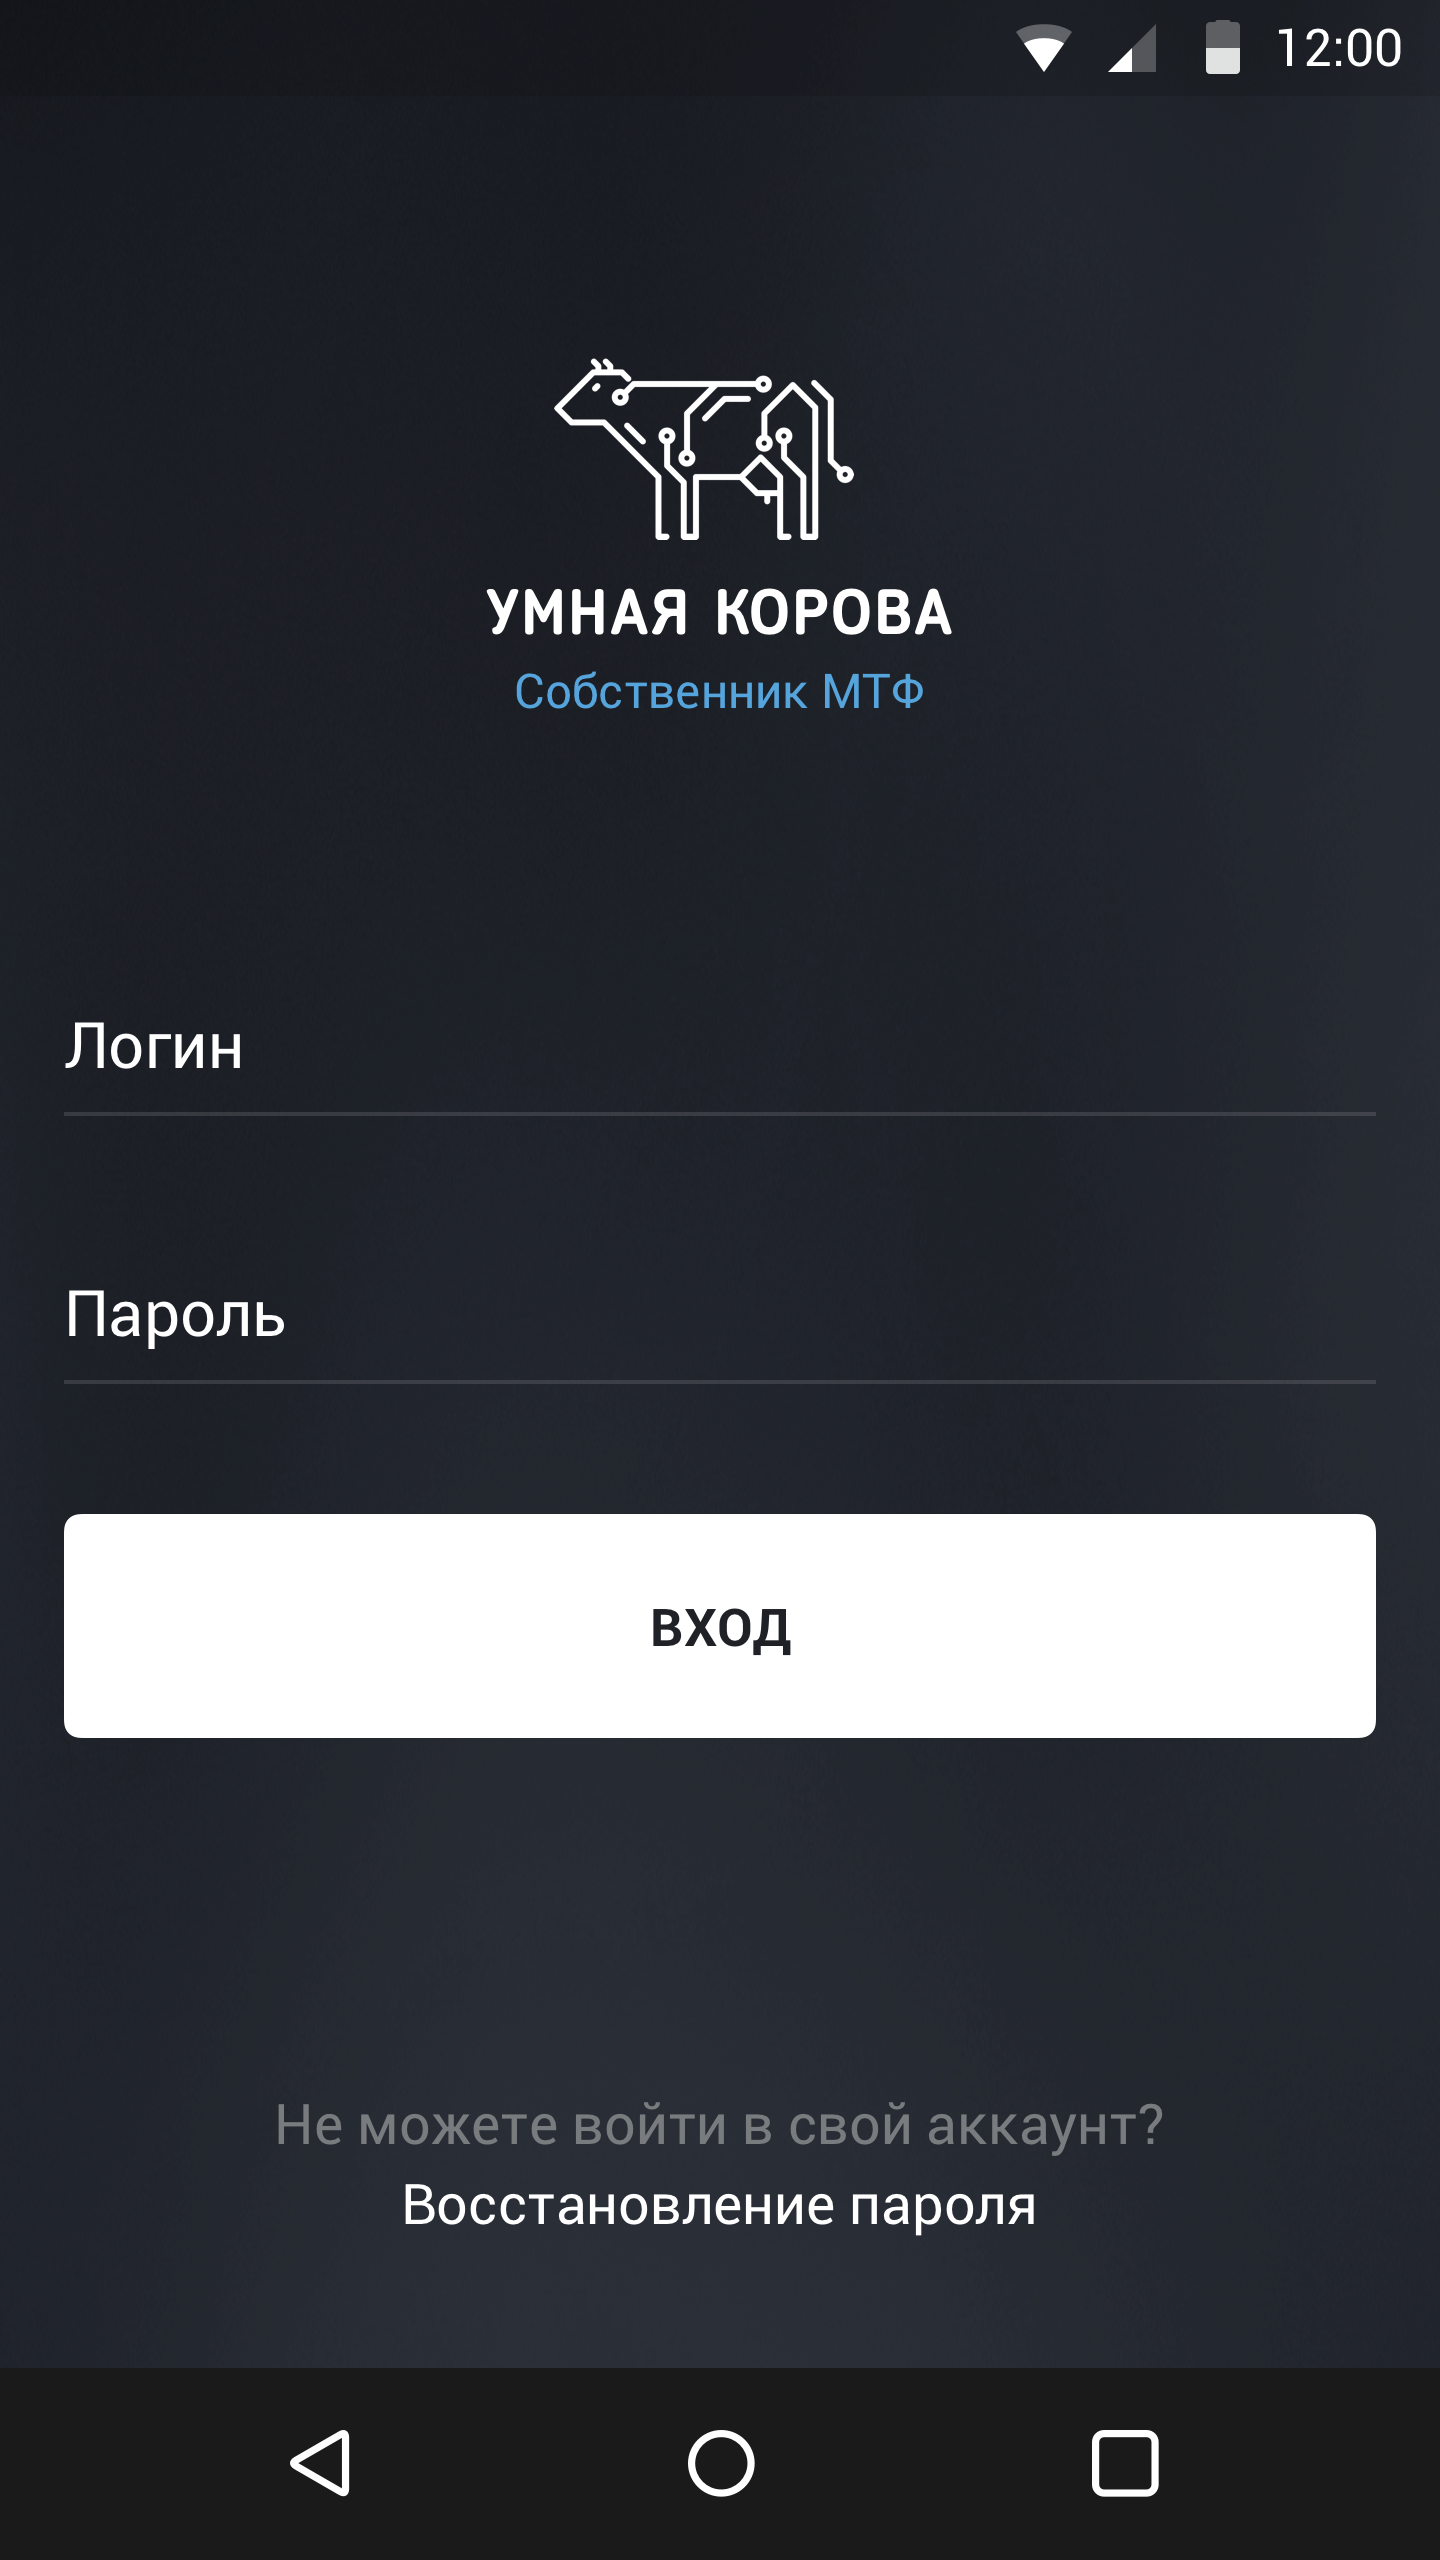 12:00
УМНАЯ КОРОВА
Собственник МТФ
Логин
Пароль
ВХОД
Не можете войти в свой аккаунт?
Восстановление пароля